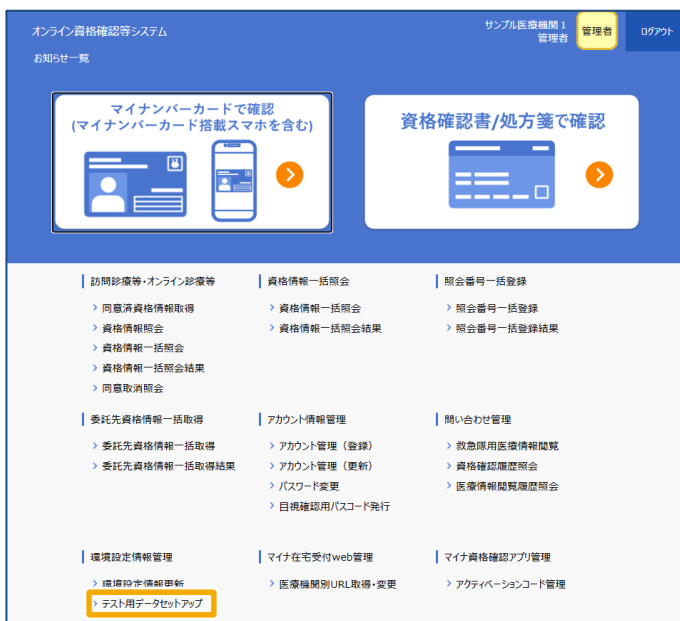 オンライン資格確認等システム
サンプル医療機関1
管理者
管理者
ログアウト
お知らせ一覧
マイナンバーカードで確認
(マイナンバーカード搭載スマホを含む)
資格確認書/処方箋で確認
訪問診療等・オンライン診療等
同意済資格情報取得
資格情報照会
資格情報一括照会
資格情報一括照会結果
同意取消照会
資格情報一括照会
資格情報一括照会
資格情報一括照会結果
照会番号一括登録
照会番号一括登録
照会番号一括登録結果
委託先資格情報一括取得
委託先資格情報一括取得
委託先資格情報一括取得結果
アカウント情報管理
アカウント管理（登録）
アカウント管理（更新）
パスワード変更
目視確認用パスコード発行
問い合わせ管理
救急隊用医療情報閲覧
資格確認履歴照会
医療情報閲覧履歴照会
環境設定情報管理
環境設定情報更新
テスト用データセットアップ
マイナ在宅受付web管理
医療機関別URL取得・変更
マイナ資格確認アプリ管理
アクティベーションコード管理